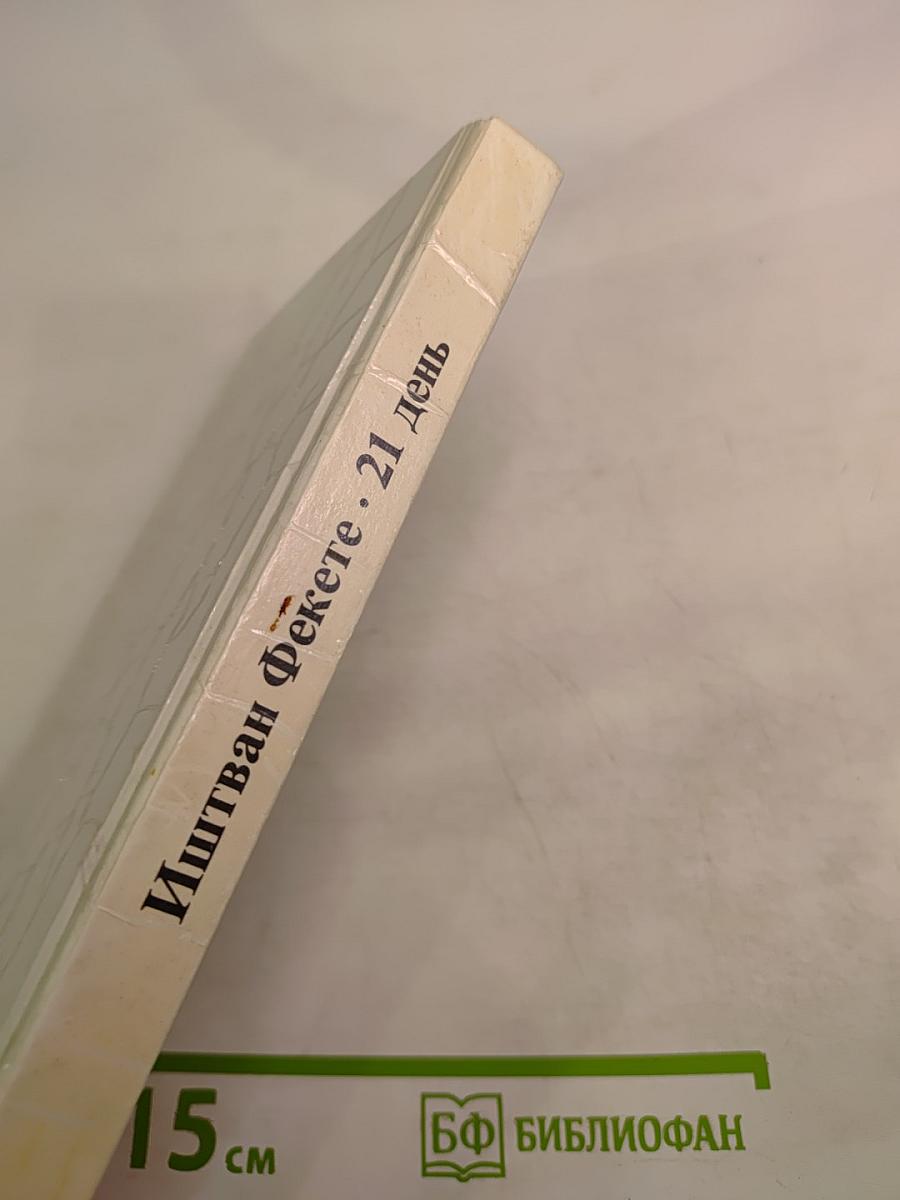 Иштван Фекете · 21 день
15 см
БФ БИБЛИОФАН